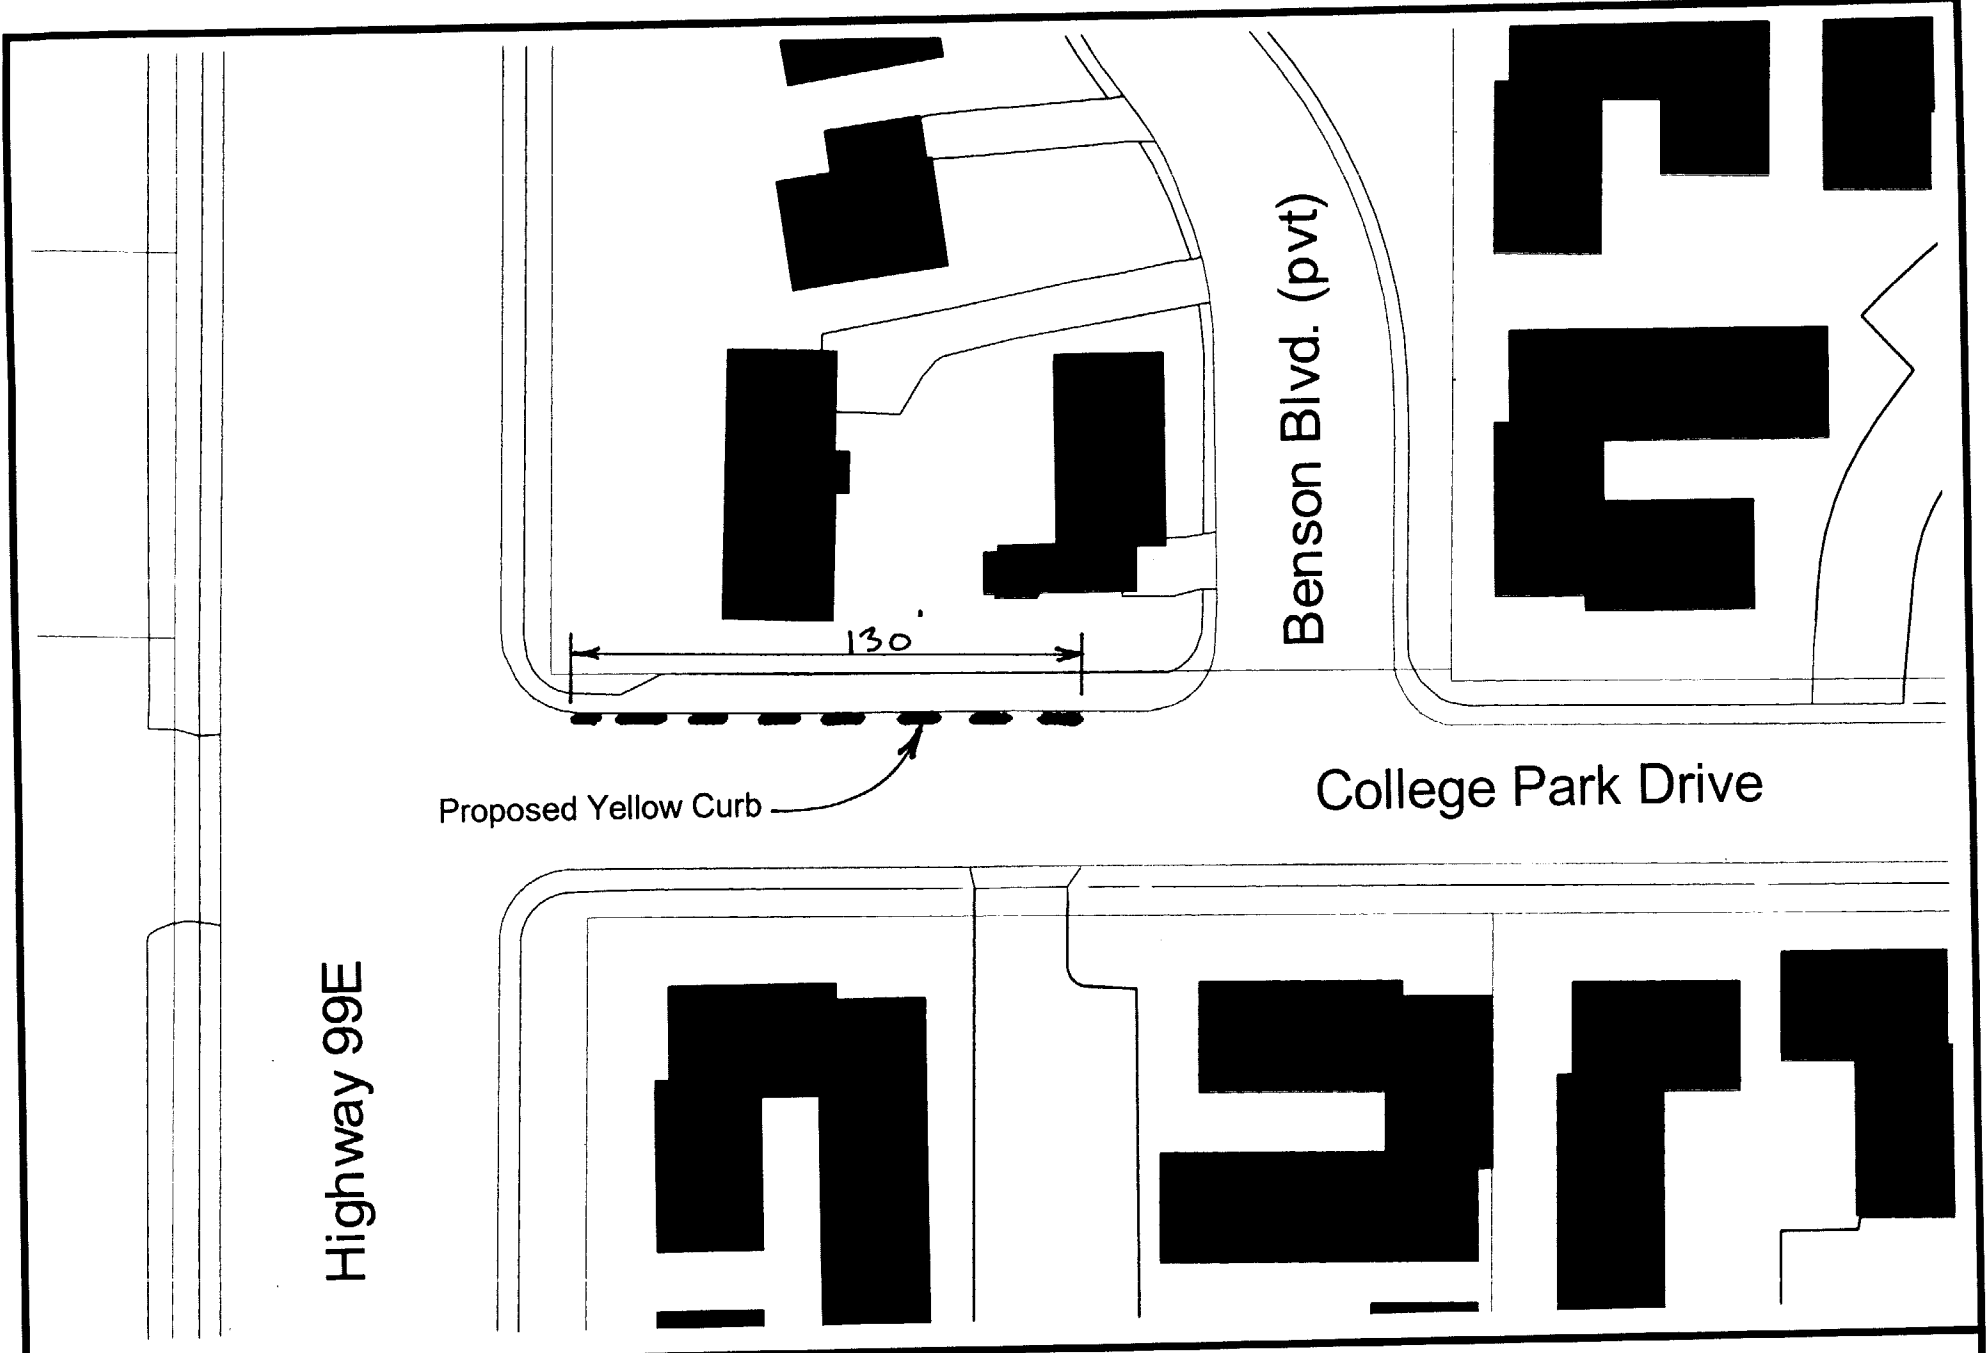 Benson Blvd. (pvt)
130'
College Park Drive
Proposed Yellow Curb
Highway 99E